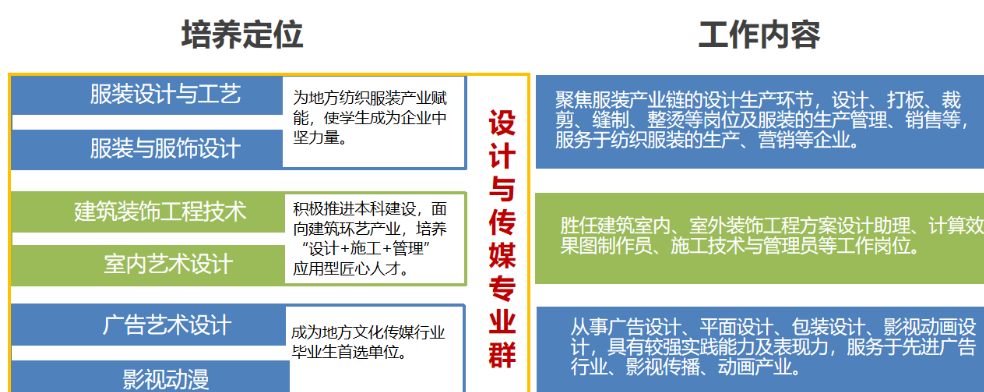 培养定位
工作内容
服装设计与工艺
服装与服饰设计
为地方纺织服装产业赋
能，使学生成为企业中
坚力量。
聚焦服装产业链的设计生产环节，设计、打板、裁
剪、缝制、整烫等岗位及服装的生产管理、销售等，
服务于纺织服装的生产、营销等企业。
建筑装饰工程技术
室内艺术设计
积极推进本科建设，面
向建筑环艺产业，培养
“设计+施工+管理”
应用型匠心人才。
胜任建筑室内、室外装饰工程方案设计助理、计算效
果图制作员、施工技术与管理员等工作岗位。
广告艺术设计
影视动漫
成为地方文化传媒行业
毕业生首选单位。
从事广告设计、平面设计、包装设计、影视动画设
计，具有较强实践能力及表现力，服务于先进广告
行业、影视传播、动画产业。
设计与传媒专业群